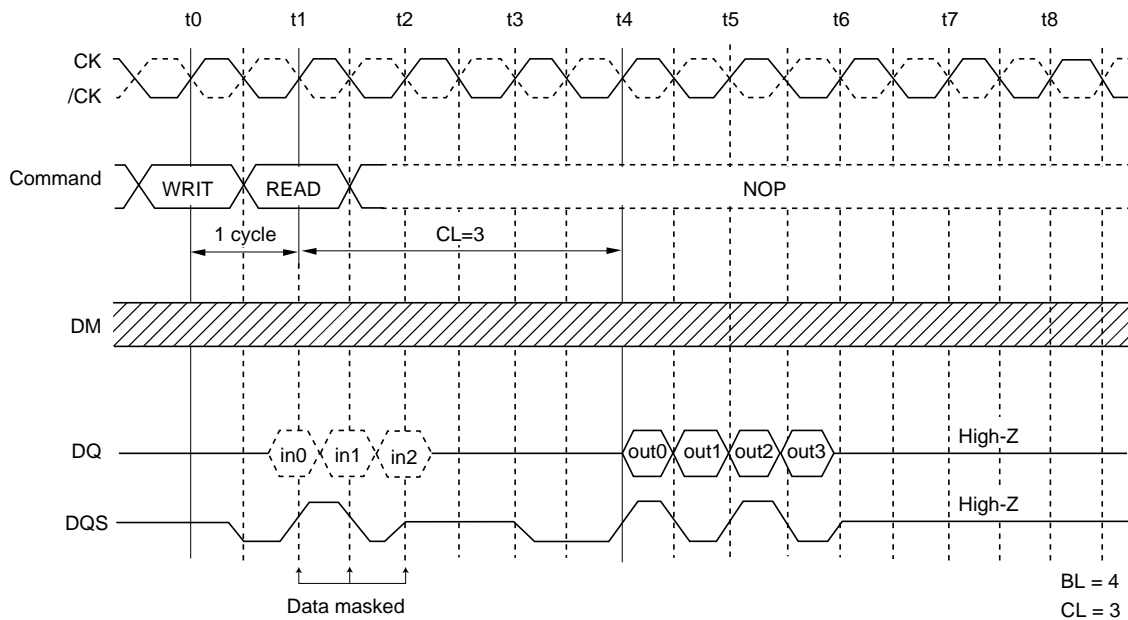 t0 t1 t2 t3 t4 t5 t6 t7 t8
CK
/CK
Command WRIT READ NOP
1 cycle CL=3
DM
DQ in0 in1 in2 out0 out1 out2 out3 High-Z
DQS High-Z
Data masked
BL = 4
CL = 3